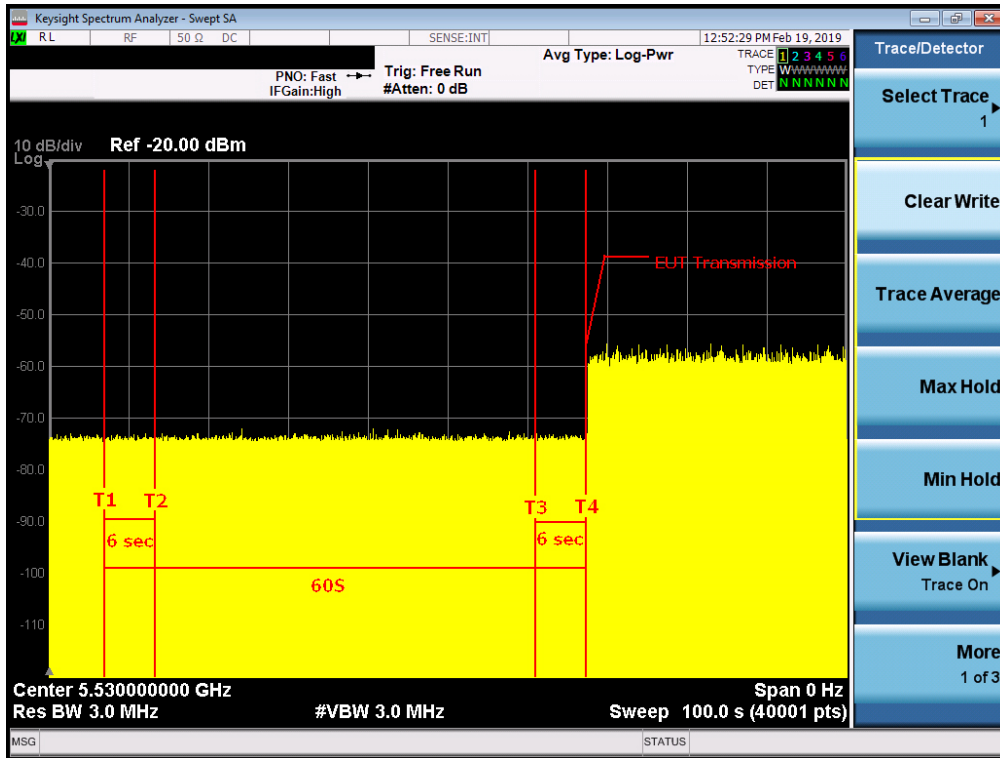 Keysight Spectrum Analyzer - Swept SA
LXI RL RF 50 Ω DC SENSE:INT 12:52:29 PM Feb 19, 2019
PNO: Fast
IFGain:High
Trig: Free Run
#Atten: 0 dB
Avg Type: Log-Pwr
TRACE 1 2 3 4 5 6
TYPE WWWWWW
DET N N N N N N
10 dB/div Ref -20.00 dBm
Log
-30.0
-40.0
-50.0
-60.0
-70.0
-80.0
-90.0
-100
-110
EUT Transmission
T1 T2 T3 T4
6 sec 6 sec
60S
Center 5.530000000 GHz Span 0 Hz
Res BW 3.0 MHz #VBW 3.0 MHz Sweep 100.0 s (40001 pts)
MSG STATUS
Trace/Detector
Select Trace
1
Clear Write
Trace Average
Max Hold
Min Hold
View Blank
Trace On
More
1 of 3